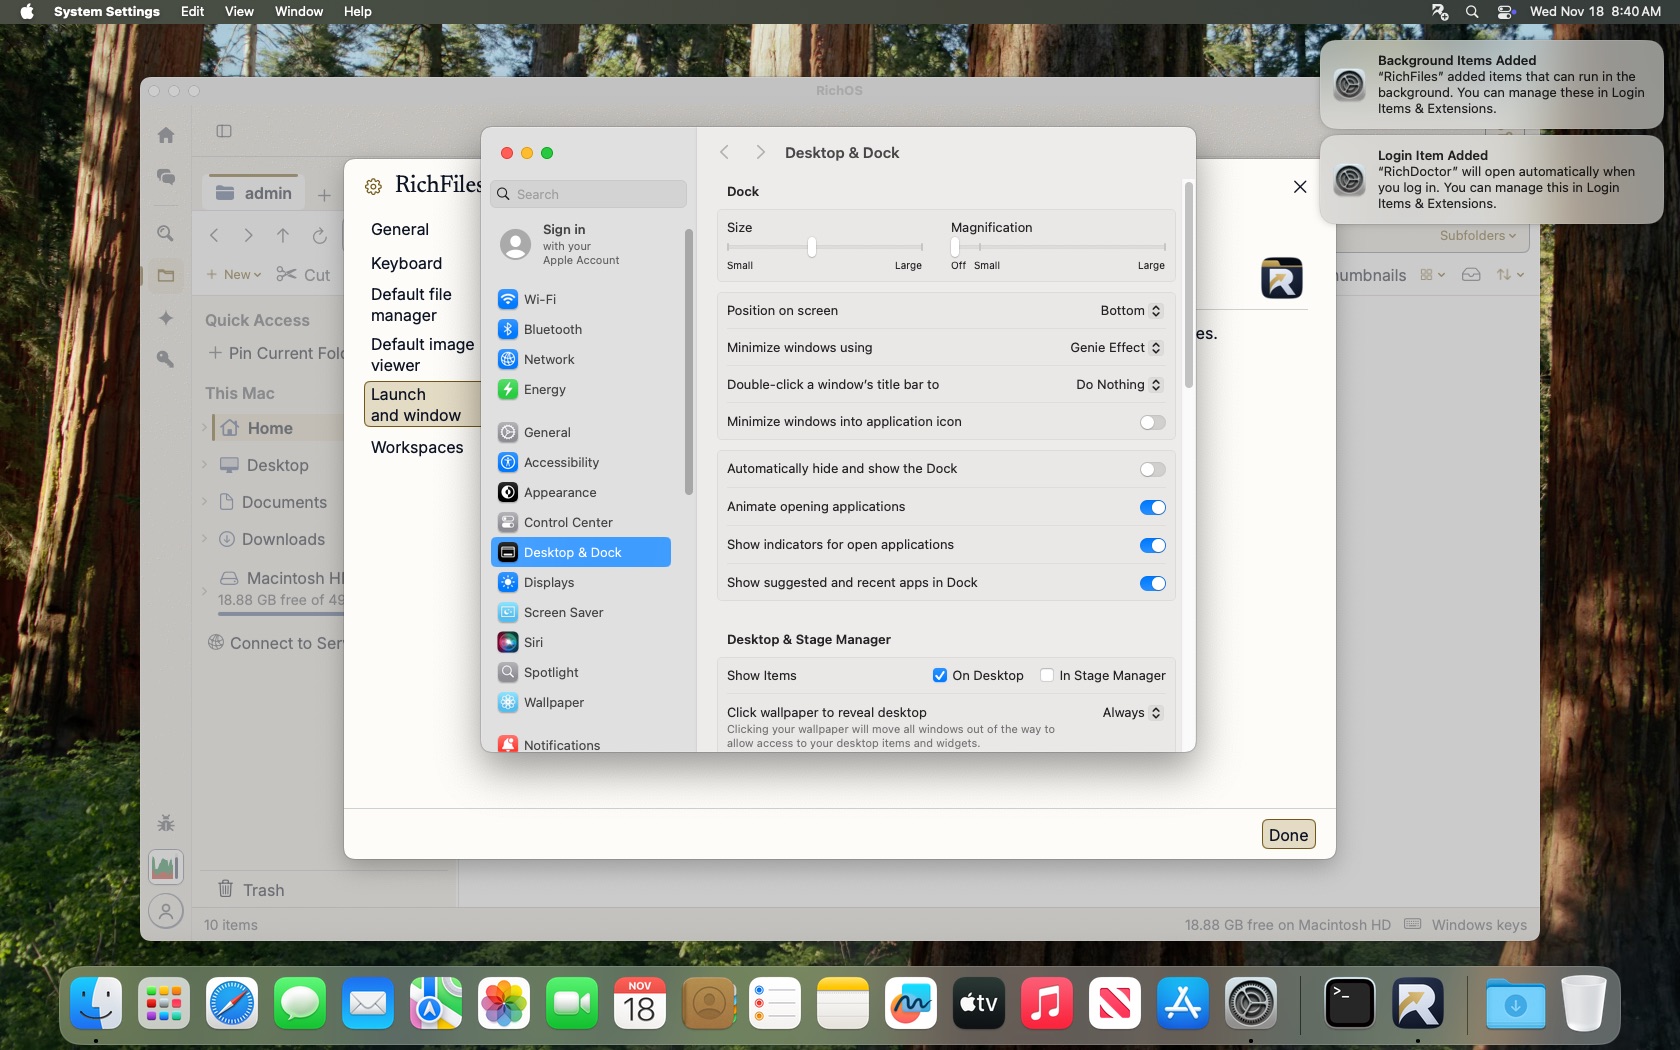 System Settings Edit View Window Help
Wed Nov 18 8:40 AM
Background Items Added
“RichFiles” added items that can run in the
background. You can manage these in Login
Items & Extensions.
Login Item Added
“RichDoctor” will open automatically when
you log in. You can manage this in Login
Items & Extensions.
RichOS
admin
New
Cut
Subfolders
Quick Access
Pin Current
This Mac
Home
Desktop
Documents
Downloads
Macintosh
18.88 GB free of
Connect to
Trash
10 items
18.88 GB free on Macintosh HD
Windows keys
RichFiles
General
Keyboard
Default file
manager
Default image
viewer
Launch
and window
Workspaces
Done
Search
Sign in
with your
Apple Account
Wi-Fi
Bluetooth
Network
Energy
General
Accessibility
Appearance
Control Center
Desktop & Dock
Displays
Screen Saver
Siri
Spotlight
Wallpaper
Notifications
Desktop & Dock
Dock
Size
Magnification
Small
Large
Off
Small
Large
Position on screen
Bottom
Minimize windows using
Genie Effect
Double-click a window's title bar to
Do Nothing
Minimize windows into application icon
Automatically hide and show the Dock
Animate opening applications
Show indicators for open applications
Show suggested and recent apps in Dock
Desktop & Stage Manager
Show Items
On Desktop
In Stage Manager
Click wallpaper to reveal desktop
Always
Clicking your wallpaper will move all windows out of the way to
allow access to your desktop items and widgets.
NOV
18
tv